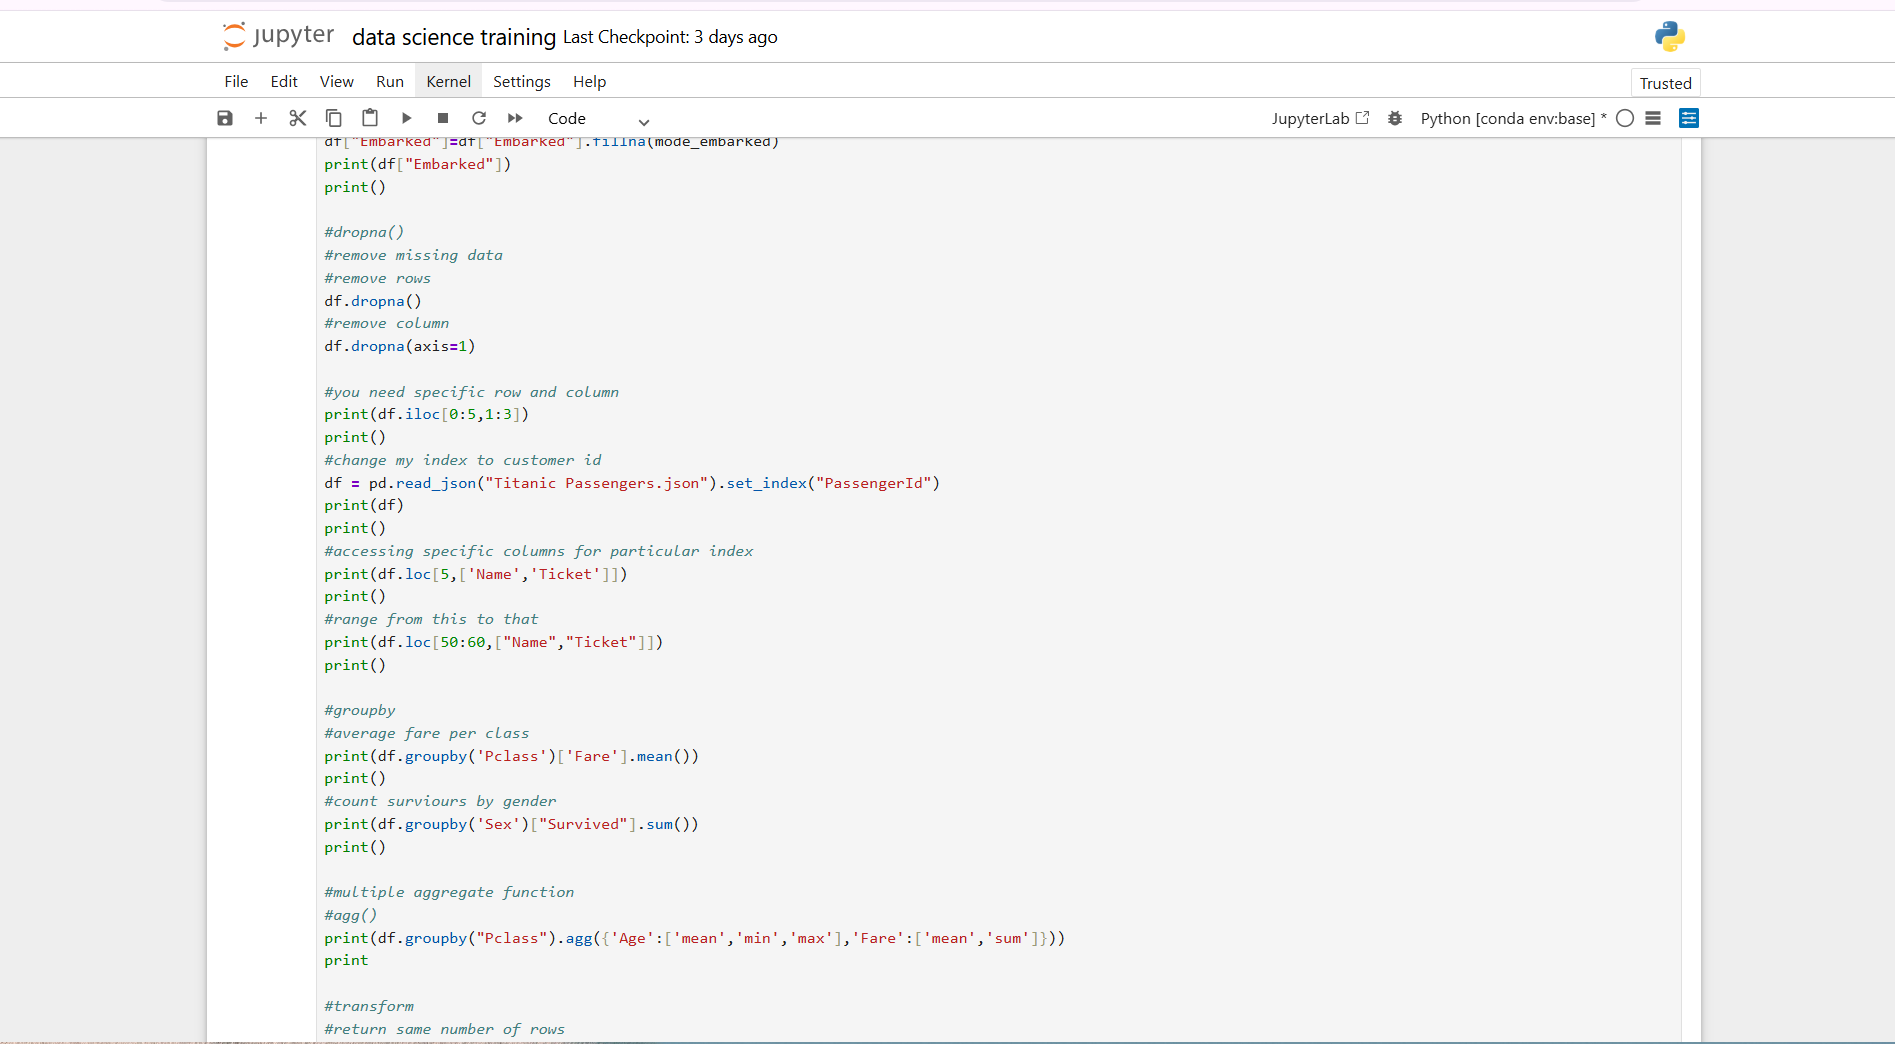 jupyter data science training Last Checkpoint: 3 days ago
File Edit View Run Kernel Settings Help
Trusted
Code
JupyterLab Python [conda env:base] *
df["Embarked"]=df["Embarked"].fillna(mode_embarked)
print(df["Embarked"])
print()
#dropna()
#remove missing data
#remove rows
df.dropna()
#remove column
df.dropna(axis=1)
#you need specific row and column
print(df.iloc[0:5,1:3])
print()
#change my index to customer id
df = pd.read_json("Titanic Passengers.json").set_index("PassengerId")
print(df)
print()
#accessing specific columns for particular index
print(df.loc[5,['Name','Ticket']])
print()
#range from this to that
print(df.loc[50:60,["Name","Ticket"]])
print()
#groupby
#average fare per class
print(df.groupby('Pclass')['Fare'].mean())
print()
#count surviours by gender
print(df.groupby('Sex')["Survived"].sum())
print()
#multiple aggregate function
#agg()
print(df.groupby("Pclass").agg({'Age':['mean','min','max'],'Fare':['mean','sum']}))
print
#transform
#return same number of rows